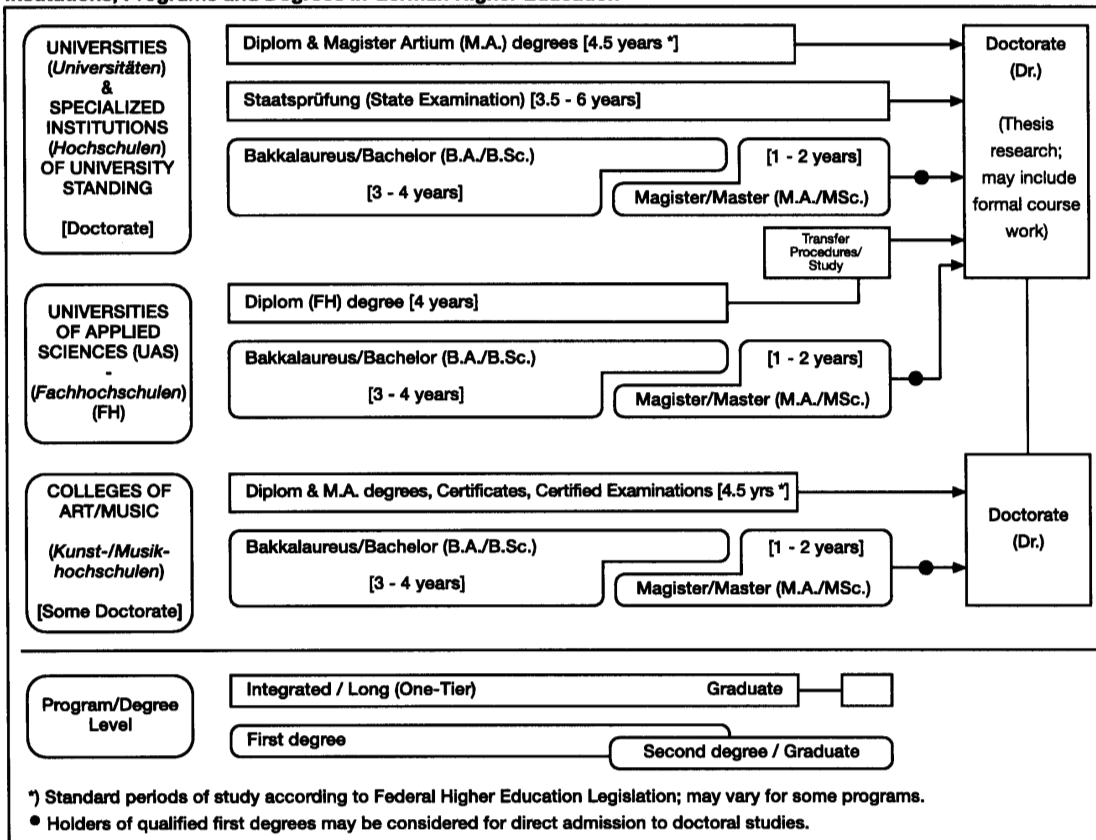 UNIVERSITIES
(Universitäten)
&
SPECIALIZED
INSTITUTIONS
(Hochschulen)
OF UNIVERSITY
STANDING
[Doctorate]
Diplom & Magister Artium (M.A.) degrees [4.5 years *]
Staatsprüfung (State Examination) [3.5 - 6 years]
Bakkalaureus/Bachelor (B.A./B.Sc.)
[3 - 4 years]
[1 - 2 years]
Magister/Master (M.A./MSc.)
Doctorate
(Dr.)
(Thesis
research;
may include
formal course
work)
Transfer
Procedures/
Study
UNIVERSITIES
OF APPLIED
SCIENCES (UAS)
-
(Fachhochschulen)
(FH)
Diplom (FH) degree [4 years]
Bakkalaureus/Bachelor (B.A./B.Sc.)
[3 - 4 years]
[1 - 2 years]
Magister/Master (M.A./MSc.)
COLLEGES OF
ART/MUSIC
(Kunst-/Musik-
hochschulen)
[Some Doctorate]
Diplom & M.A. degrees, Certificates, Certified Examinations [4.5 yrs *]
Bakkalaureus/Bachelor (B.A./B.Sc.)
[3 - 4 years]
[1 - 2 years]
Magister/Master (M.A./MSc.)
Doctorate
(Dr.)
Program/Degree
Level
Integrated / Long (One-Tier) Graduate
First degree
Second degree / Graduate
*) Standard periods of study according to Federal Higher Education Legislation; may vary for some programs.
● Holders of qualified first degrees may be considered for direct admission to doctoral studies.